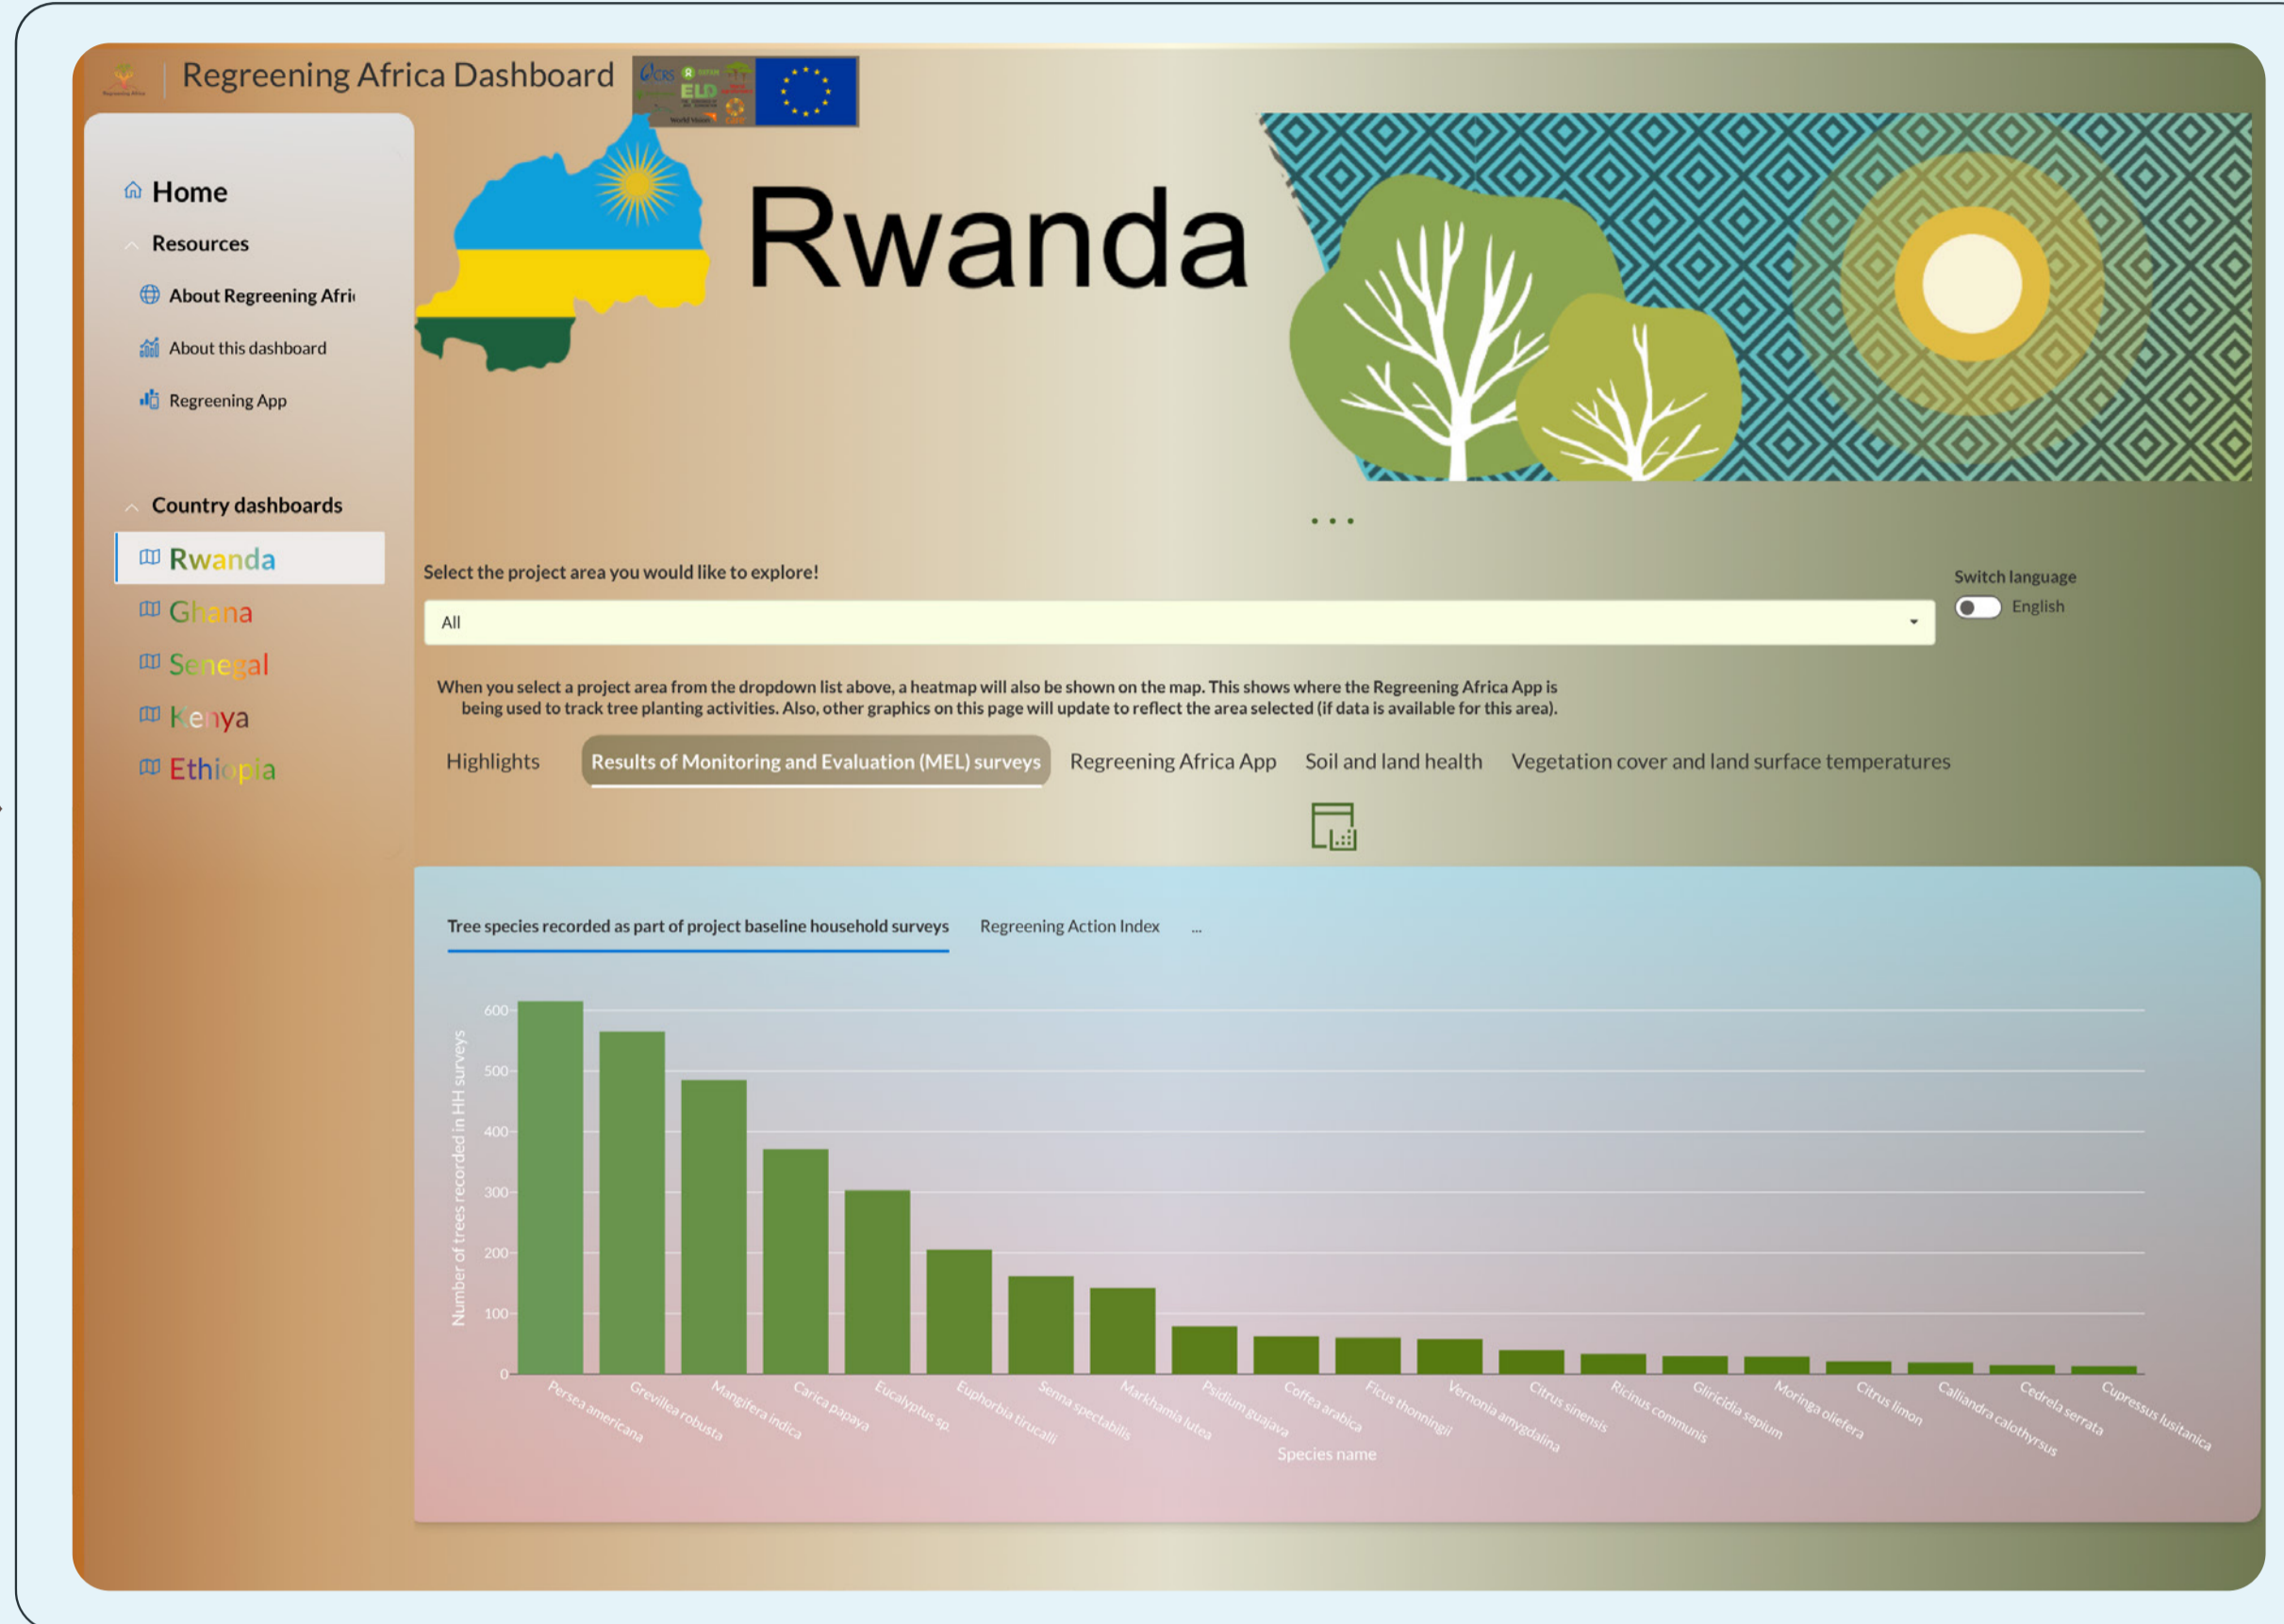 Regreening Africa Dashboard
CRS
ELD
World Vision
Home
Resources
About Regreening Afri
About this dashboard
Regreening App
Country dashboards
Rwanda
Ghana
Senegal
Kenya
Ethiopia
Rwanda
Select the project area you would like to explore!
All
Switch language
English
When you select a project area from the dropdown list above, a heatmap will also be shown on the map. This shows where the Regreening Africa App is
being used to track tree planting activities. Also, other graphics on this page will update to reflect the area selected (if data is available for this area).
Highlights Results of Monitoring and Evaluation (MEL) surveys Regreening Africa App Soil and land health Vegetation cover and land surface temperatures
Tree species recorded as part of project baseline household surveys Regreening Action Index ...
Number of trees recorded in HH surveys
600
500
400
300
200
100
0
Persea americana
Grevillea robusta
Mangifera indica
Carica papaya
Eucalyptus sp.
Euphorbia tirucalli
Senna spectabilis
Markhamia lutea
Psidium guajava
Coffea arabica
Ficus thonningii
Vernonia amygdalina
Citrus sinensis
Ricinus communis
Gliricidia sepium
Moringa oliefera
Citrus limon
Calliandra calothyrsus
Cedrela serrata
Cupressus lusitanica
Species name